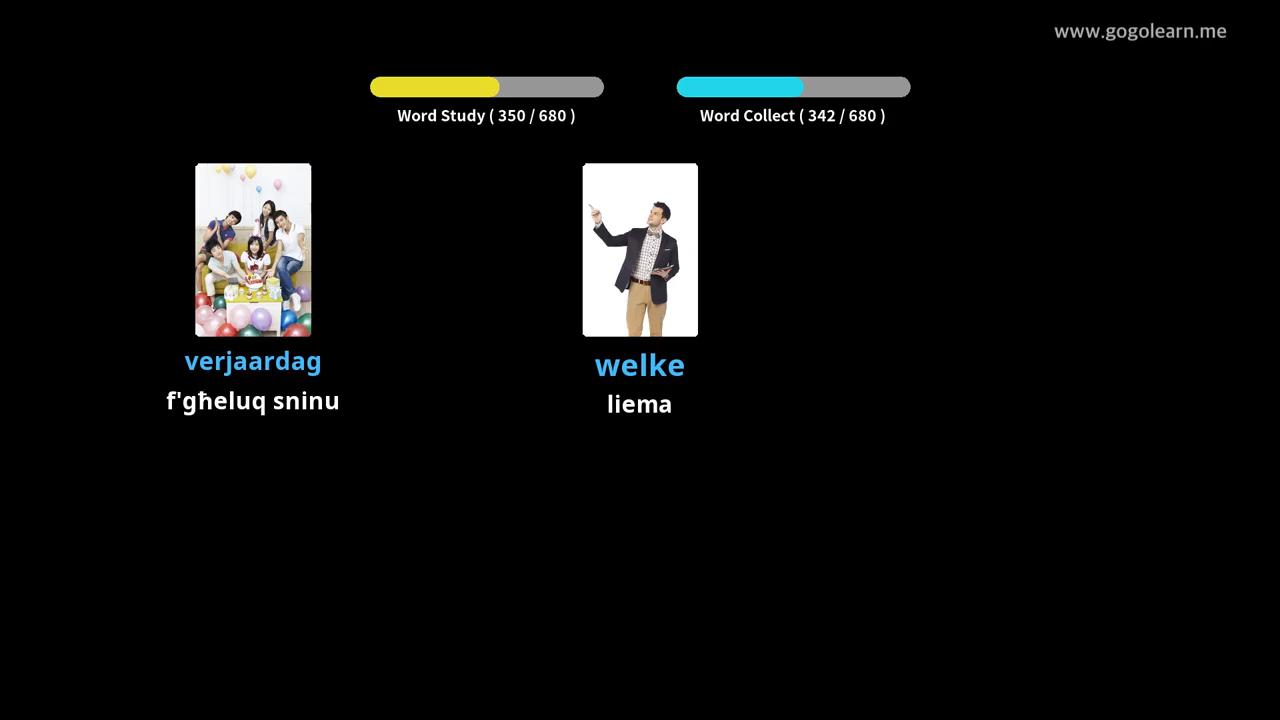 www.gogolearn.me
Word Study ( 350 / 680 )
Word Collect ( 342 / 680 )
verjaardag
f'għeluq sninu
welke
liema